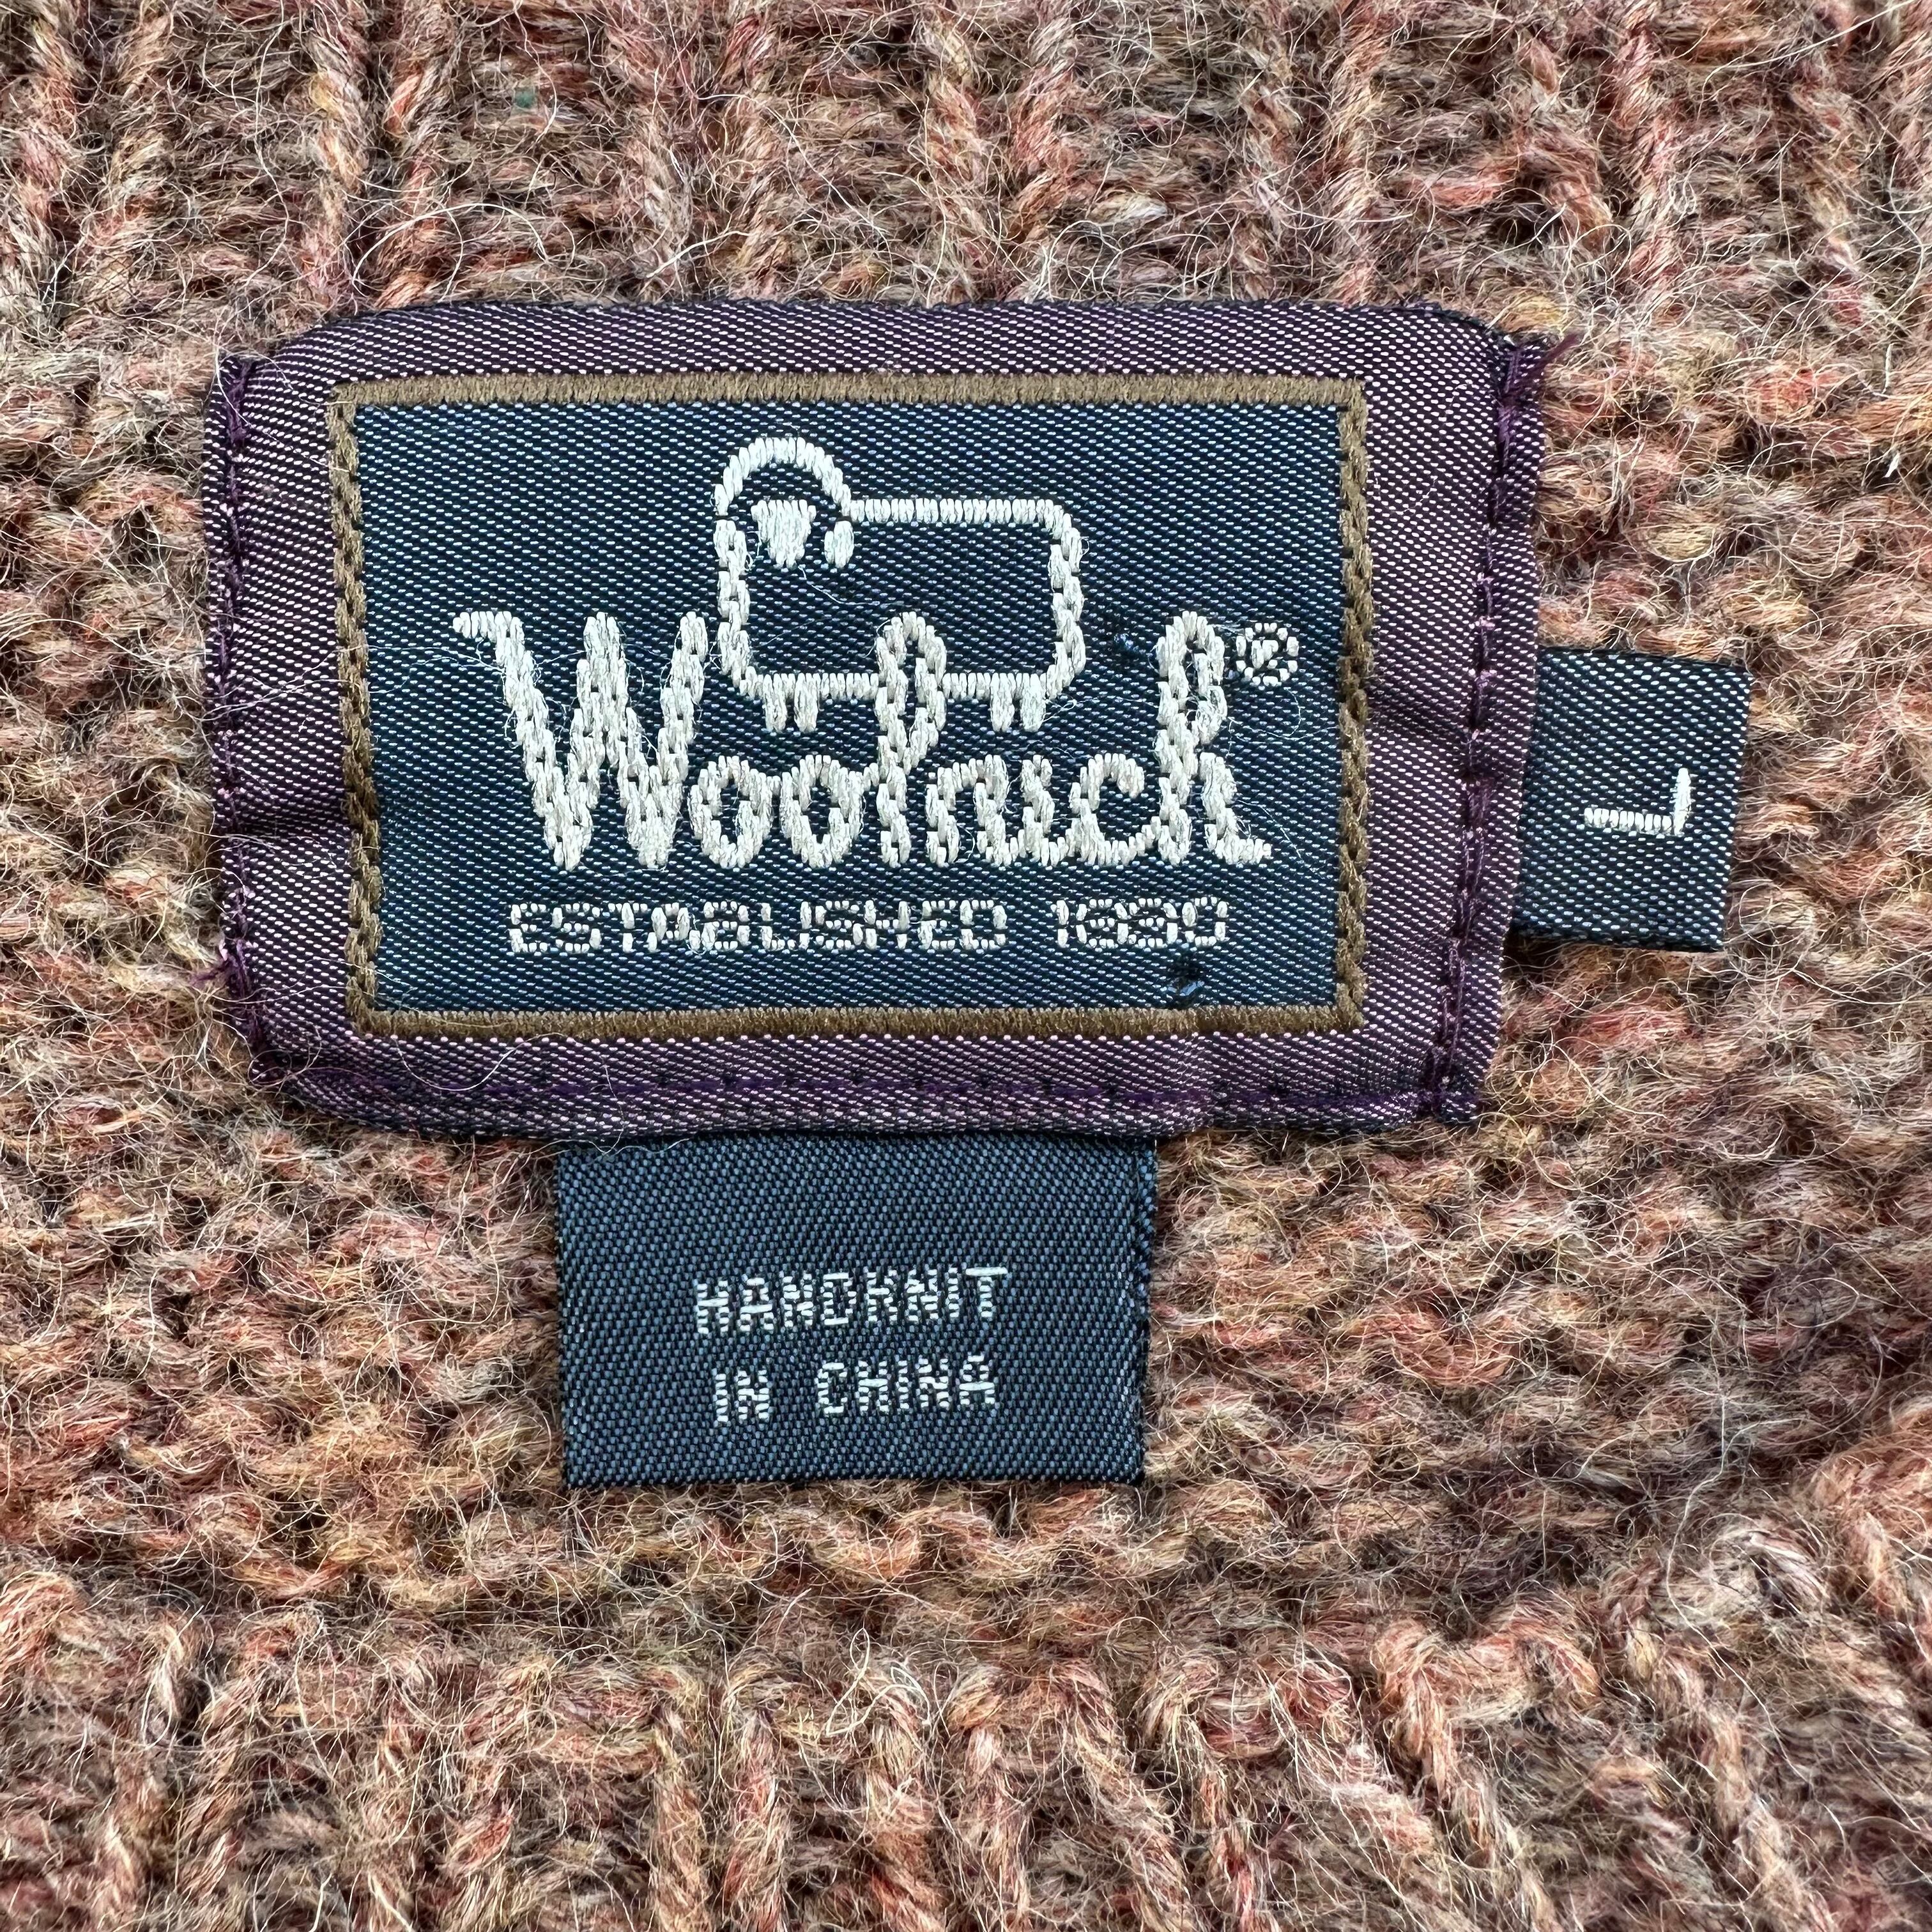 Woolrich®
ESTABLISHED 1830
L
HANDKNIT
IN CHINA